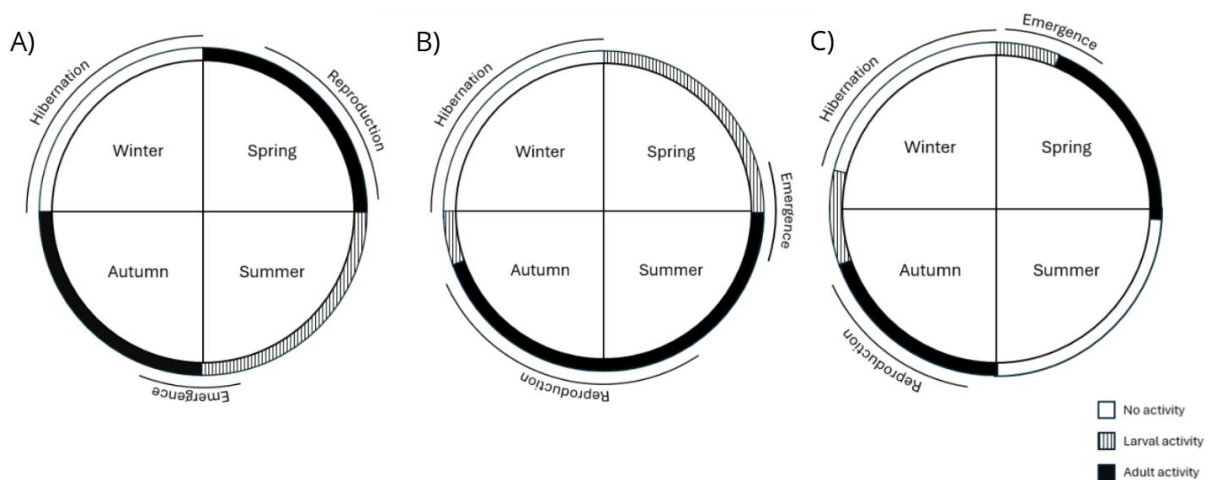 A)
Hibernation
Reproduction
Winter
Spring
Autumn
Summer
Emergence
B)
Hibernation
Winter
Spring
Emergence
Autumn
Summer
Reproduction
C)
Emergence
Hibernation
Winter
Spring
Autumn
Summer
Reproduction
No activity
Larval activity
Adult activity